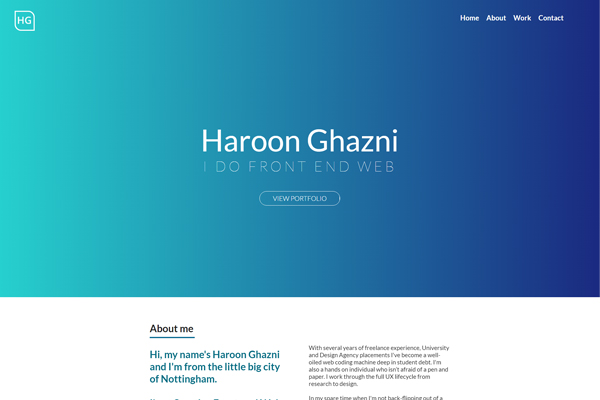 HG
Home About Work Contact
Haroon Ghazni
I DO FRONT END WEB
VIEW PORTFOLIO
About me
Hi, my name's Haroon Ghazni
and I'm from the little big city
of Nottingham.
With several years of freelance experience, University
and Design Agency placements I've become a well-
oiled web coding machine deep in student debt. I'm
also a hands on individual who isn't afraid of a pen and
paper. I work through the full UX lifecycle from
research to design.
In my spare time when I'm not back-flipping out of a